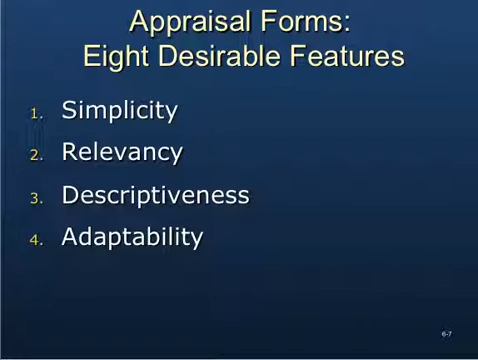 Appraisal Forms:
Eight Desirable Features
1. Simplicity
2. Relevancy
3. Descriptiveness
4. Adaptability
6-7